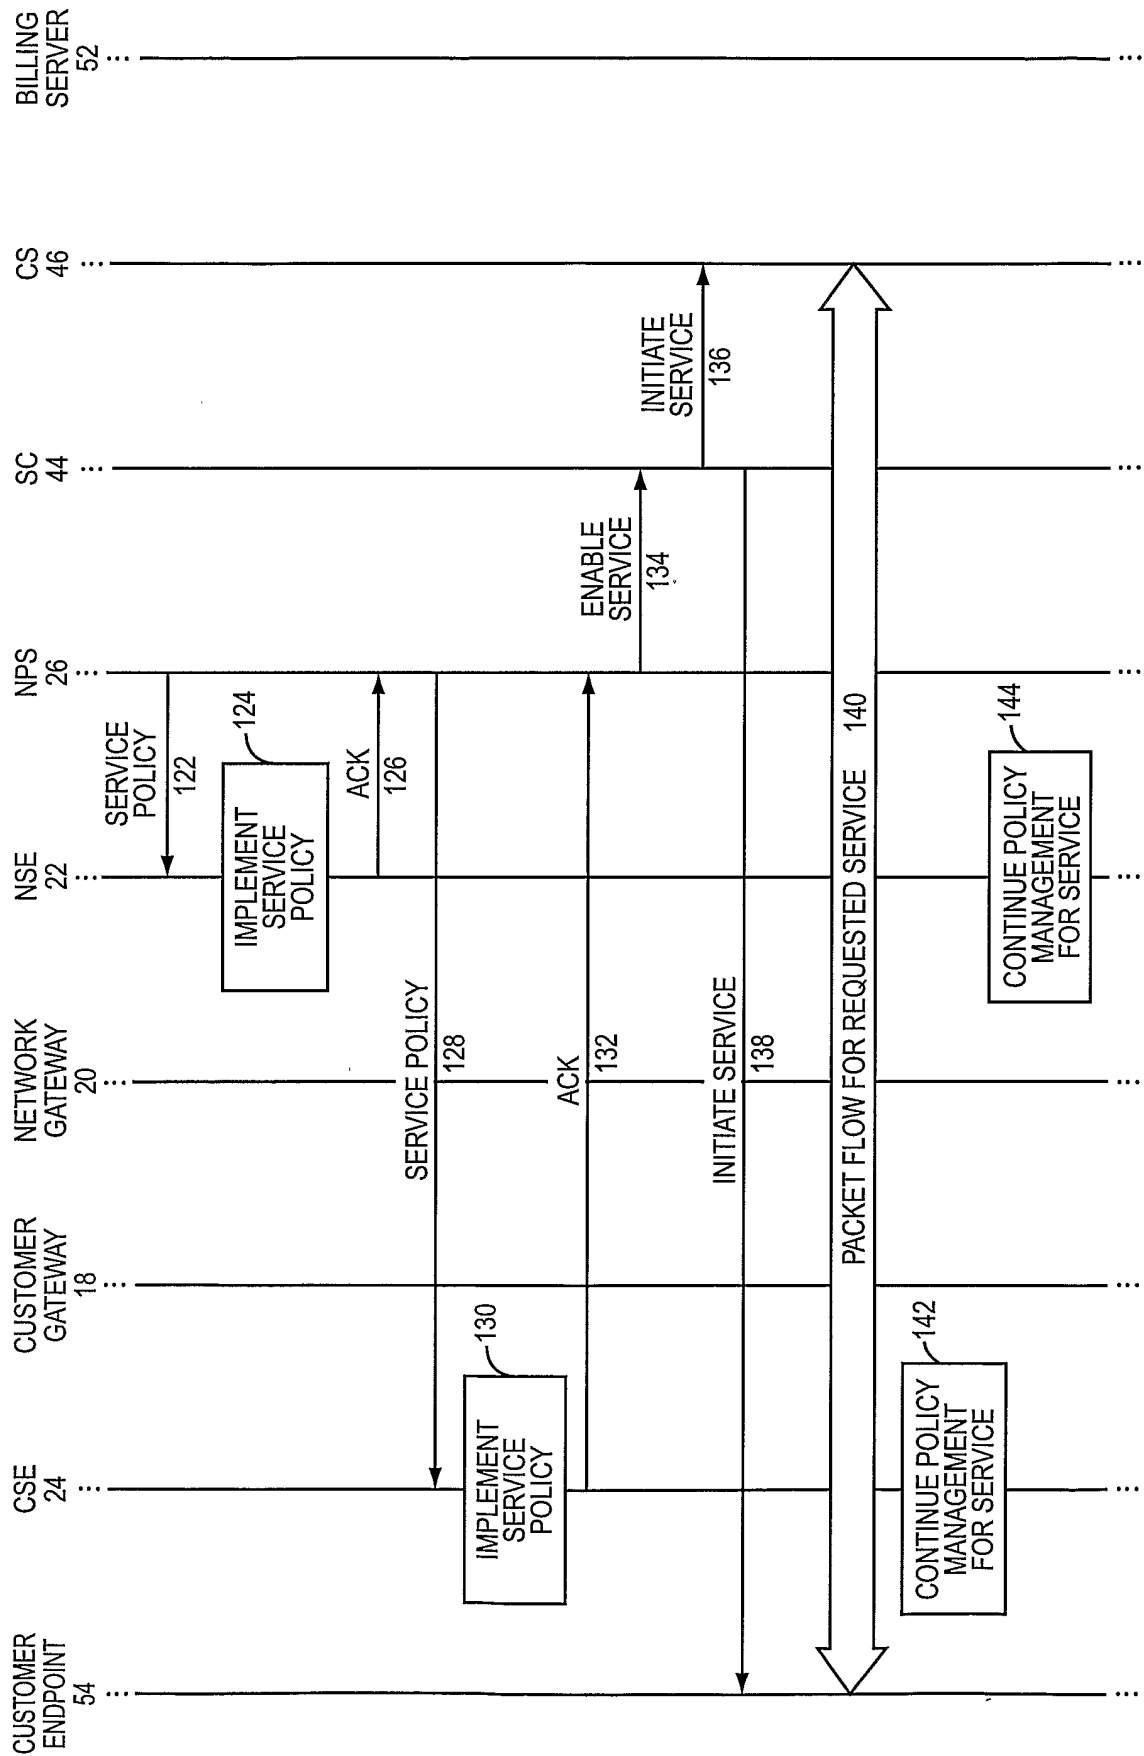 CUSTOMER
ENDPOINT
54
CSE
24
CUSTOMER
GATEWAY
18
NETWORK
GATEWAY
20
NSE
22
NPS
26
SC
44
CS
46
BILLING
SERVER
52
SERVICE
POLICY
122
IMPLEMENT
SERVICE
POLICY
124
ACK
126
SERVICE POLICY
128
IMPLEMENT
SERVICE
POLICY
130
ACK
132
ENABLE
SERVICE
134
INITIATE
SERVICE
136
INITIATE SERVICE
138
PACKET FLOW FOR REQUESTED SERVICE 140
CONTINUE POLICY
MANAGEMENT
FOR SERVICE
142
CONTINUE POLICY
MANAGEMENT
FOR SERVICE
144